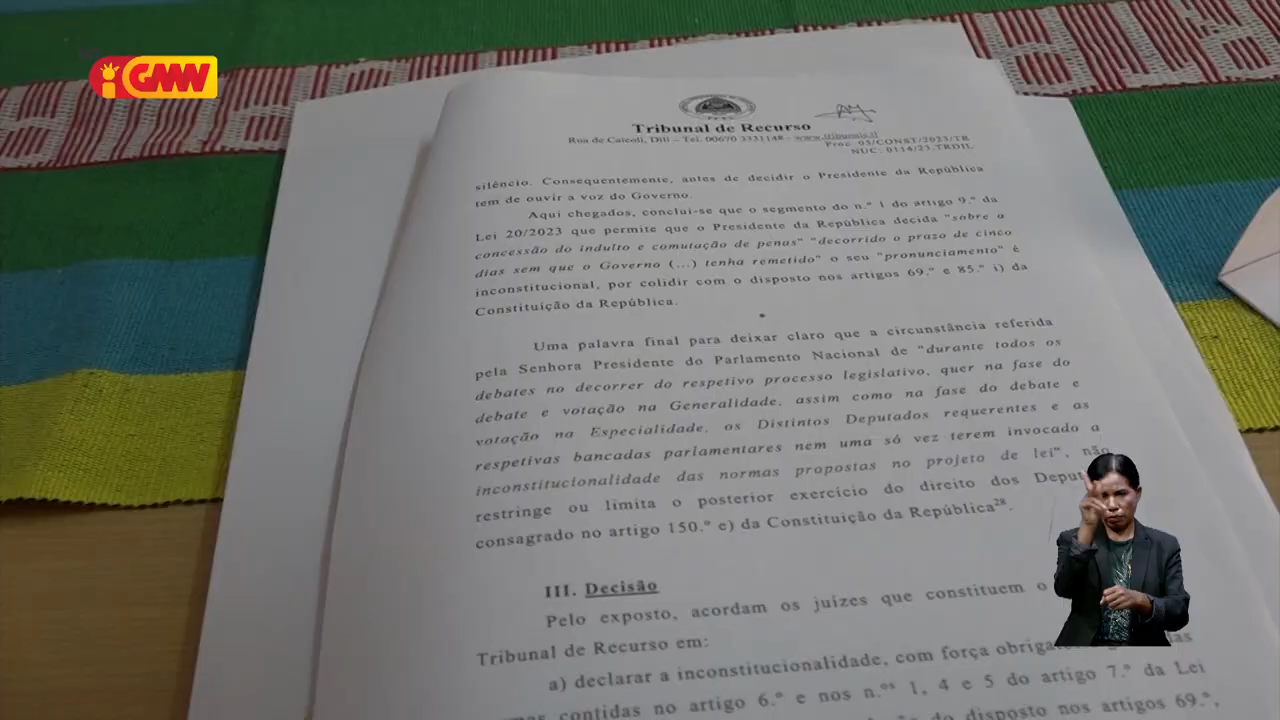 GMN
Tribunal de Recurso
Rua de Caicoli, Dili – Tel. 00670 3331148 - www.tribunais.tl
Proc. 05/CONST/2023/TR
NUC. 0114/23.TRDIL
silêncio. Consequentemente, antes de decidir o Presidente da República
tem de ouvir a voz do Governo.
Aqui chegados, conclui-se que o segmento do n.º 1 do artigo 9.º da
Lei 20/2023 que permite que o Presidente da República decida "sobre a
concessão do indulto e comutação de penas" "decorrido o prazo de cinco
dias sem que o Governo (...) tenha remetido" o seu "pronunciamento" é
inconstitucional, por colidir com o disposto nos artigos 69.º e 85.º i) da
Constituição da República.
*
Uma palavra final para deixar claro que a circunstância referida
pela Senhora Presidente do Parlamento Nacional de "durante todos os
debates no decorrer do respetivo processo legislativo, quer na fase do
debate e votação na Generalidade, assim como na fase do debate e
votação na Especialidade, os Distintos Deputados requerentes e as
respetivas bancadas parlamentares nem uma só vez terem invocado a
inconstitucionalidade das normas propostas no projeto de lei", não
restringe ou limita o posterior exercício do direito dos
consagrado no artigo 150.º e) da Constituição da República28.
III. Decisão
Pelo exposto, acordam os juízes que constituem o
Tribunal de Recurso em:
a) declarar a inconstitucionalidade, com força
contidas no artigo 6.º e nos n.ºs 1, 4 e 5 do artigo 7.º da Lei
do disposto nos artigos 69.º,